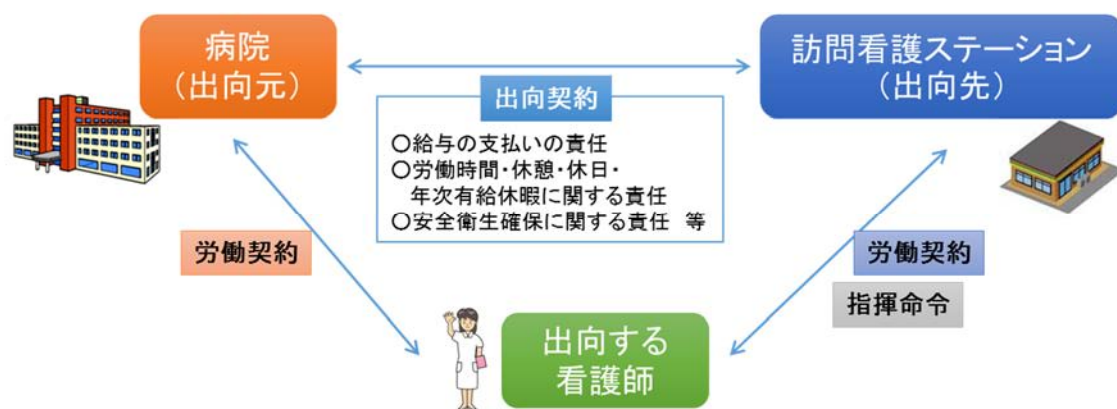 病院
（出向元）
訪問看護ステーション
（出向先）
出向契約
○給与の支払いの責任
○労働時間・休憩・休日・
年次有給休暇に関する責任
○安全衛生確保に関する責任 等
労働契約
労働契約
指揮命令
出向する
看護師